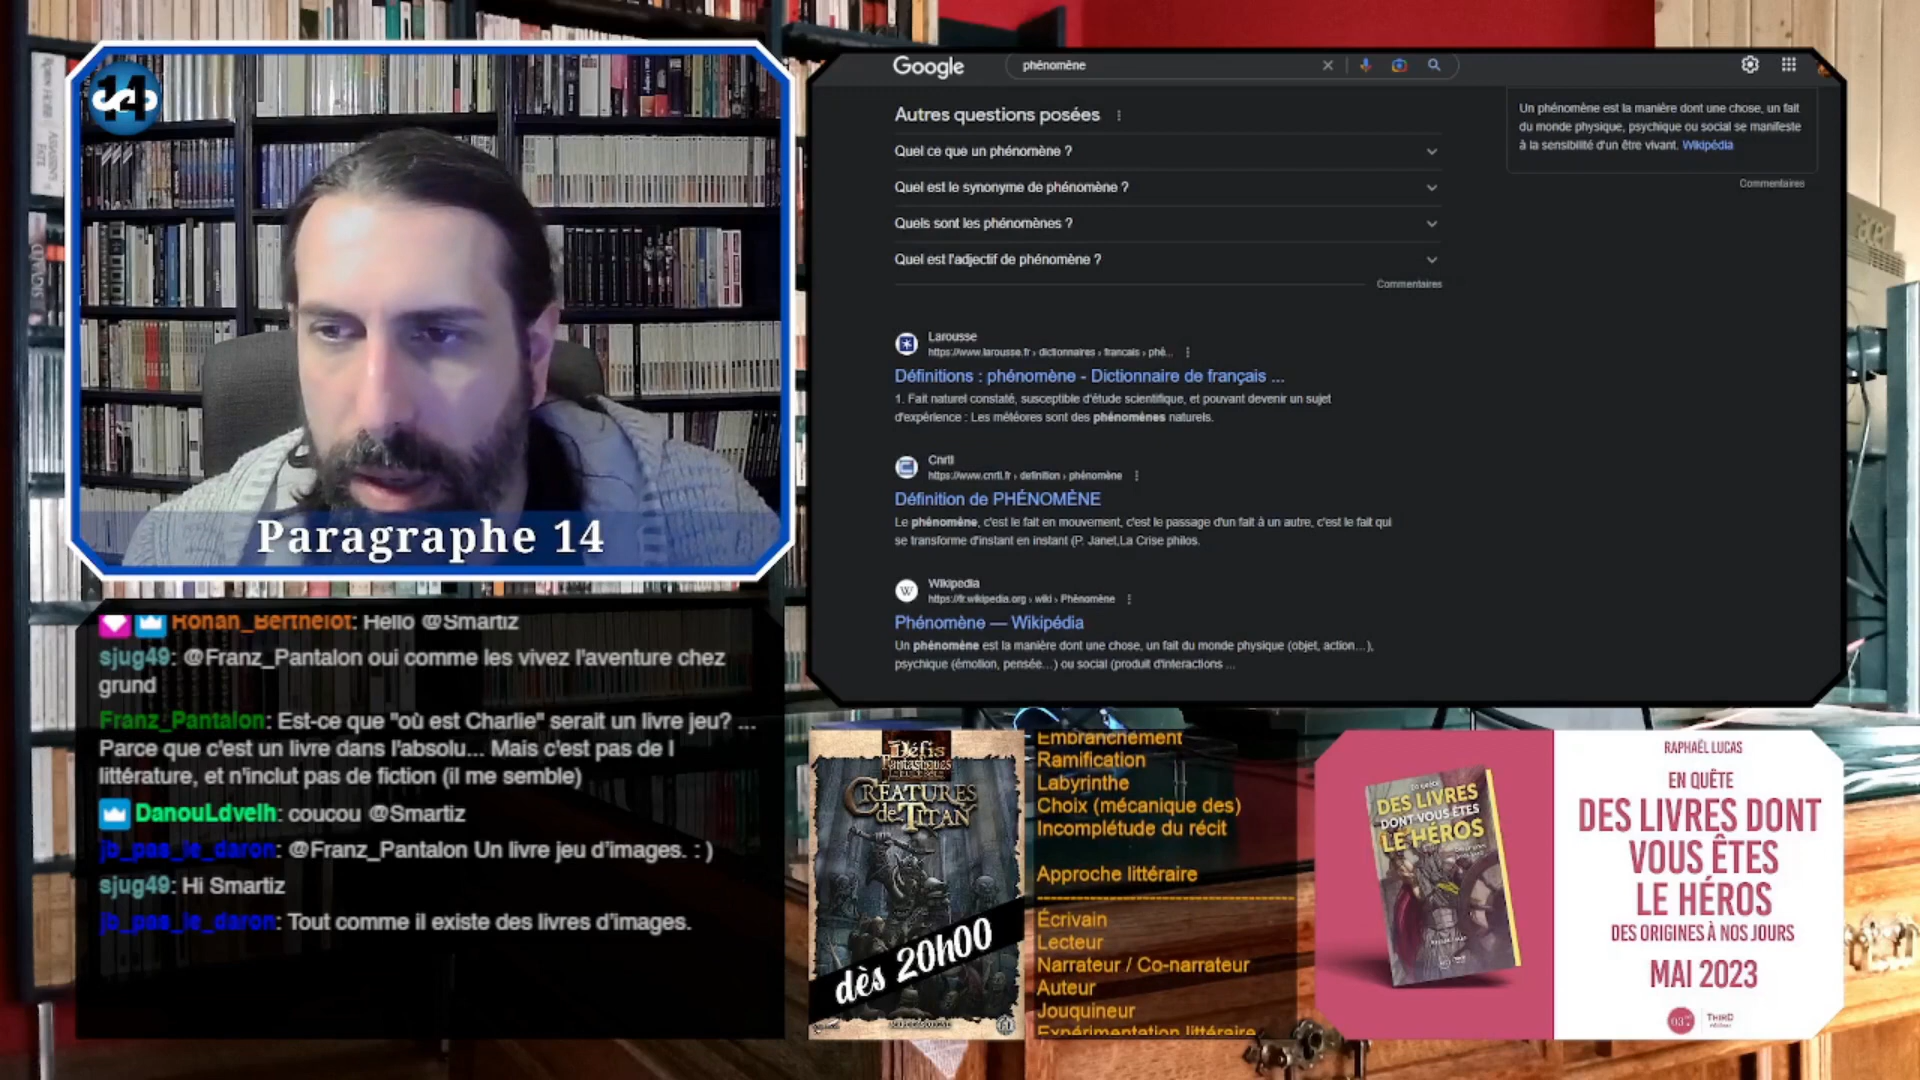 14
Paragraphe 14
Ronan_Berthelot: Hello @Smartiz
sjug49: @Franz_Pantalon oui comme les vivez l'aventure chez
grund
Franz_Pantalon: Est-ce que "où est Charlie" serait un livre jeu? ...
Parce que c'est un livre dans l'absolu... Mais c'est pas de l
littérature, et n'inclut pas de fiction (il me semble)
DanouLdvelh: coucou @Smartiz
jb_pas_le_daron: @Franz_Pantalon Un livre jeu d'images. : )
sjug49: Hi Smartiz
jb_pas_le_daron: Tout comme il existe des livres d'images.
Google
phénomène
Autres questions posées
Quel ce que un phénomène ?
Quel est le synonyme de phénomène ?
Quels sont les phénomènes ?
Quel est l'adjectif de phénomène ?
Commentaires
Larousse
https://www.larousse.fr › dictionnaires › francais › phé...
Définitions : phénomène - Dictionnaire de français ...
1. Fait naturel constaté, susceptible d'étude scientifique, et pouvant devenir un sujet
d'expérience : Les météores sont des phénomènes naturels.
Cnrtl
https://www.cnrtl.fr › definition › phénomène
Définition de PHÉNOMÈNE
Le phénomène, c'est le fait en mouvement, c'est le passage d'un fait à un autre, c'est le fait qui
se transforme d'instant en instant (P. Janet,La Crise philos.
W
Wikipedia
https://fr.wikipedia.org › wiki › Phénomène
Phénomène — Wikipédia
Un phénomène est la manière dont une chose, un fait du monde physique (objet, action...),
psychique (émotion, pensée...) ou social (produit d'interactions ...
Un phénomène est la manière dont une chose, un fait
du monde physique, psychique ou social se manifeste
à la sensibilité d'un être vivant. Wikipédia
Commentaires
acer
Défis
Fantastiques
CRÉATURES
de TITAN
dès 20h00
Embranchement
Ramification
Labyrinthe
Choix (mécanique des)
Incomplétude du récit
Approche littéraire
Écrivain
Lecteur
Narrateur / Co-narrateur
Auteur
Jouquineur
Expérimentation littéraire
DES LIVRES
DONT VOUS ÊTES
LE HÉROS
RAPHAËL LUCAS
EN QUÊTE
DES LIVRES DONT
VOUS ÊTES
LE HÉROS
DES ORIGINES À NOS JOURS
MAI 2023
THIRD
éditions